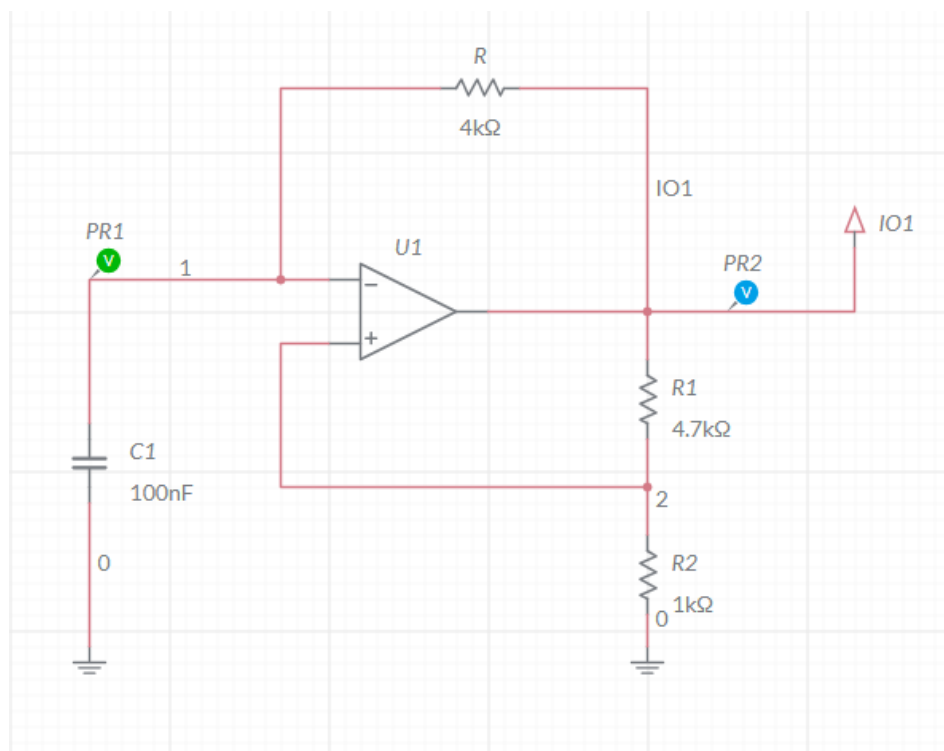 R
4kΩ
IO1
PR1
V
1
U1
PR2
V
IO1
−
+
R1
4.7kΩ
C1
100nF
2
0
R2
1kΩ
0